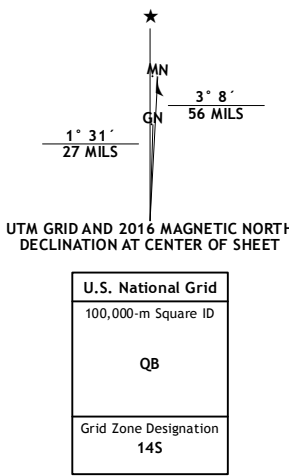 ★
MN
GN
3° 8´
56 MILS
1° 31´
27 MILS
UTM GRID AND 2016 MAGNETIC NORTH
DECLINATION AT CENTER OF SHEET
U.S. National Grid
100,000-m Square ID
QB
Grid Zone Designation
14S